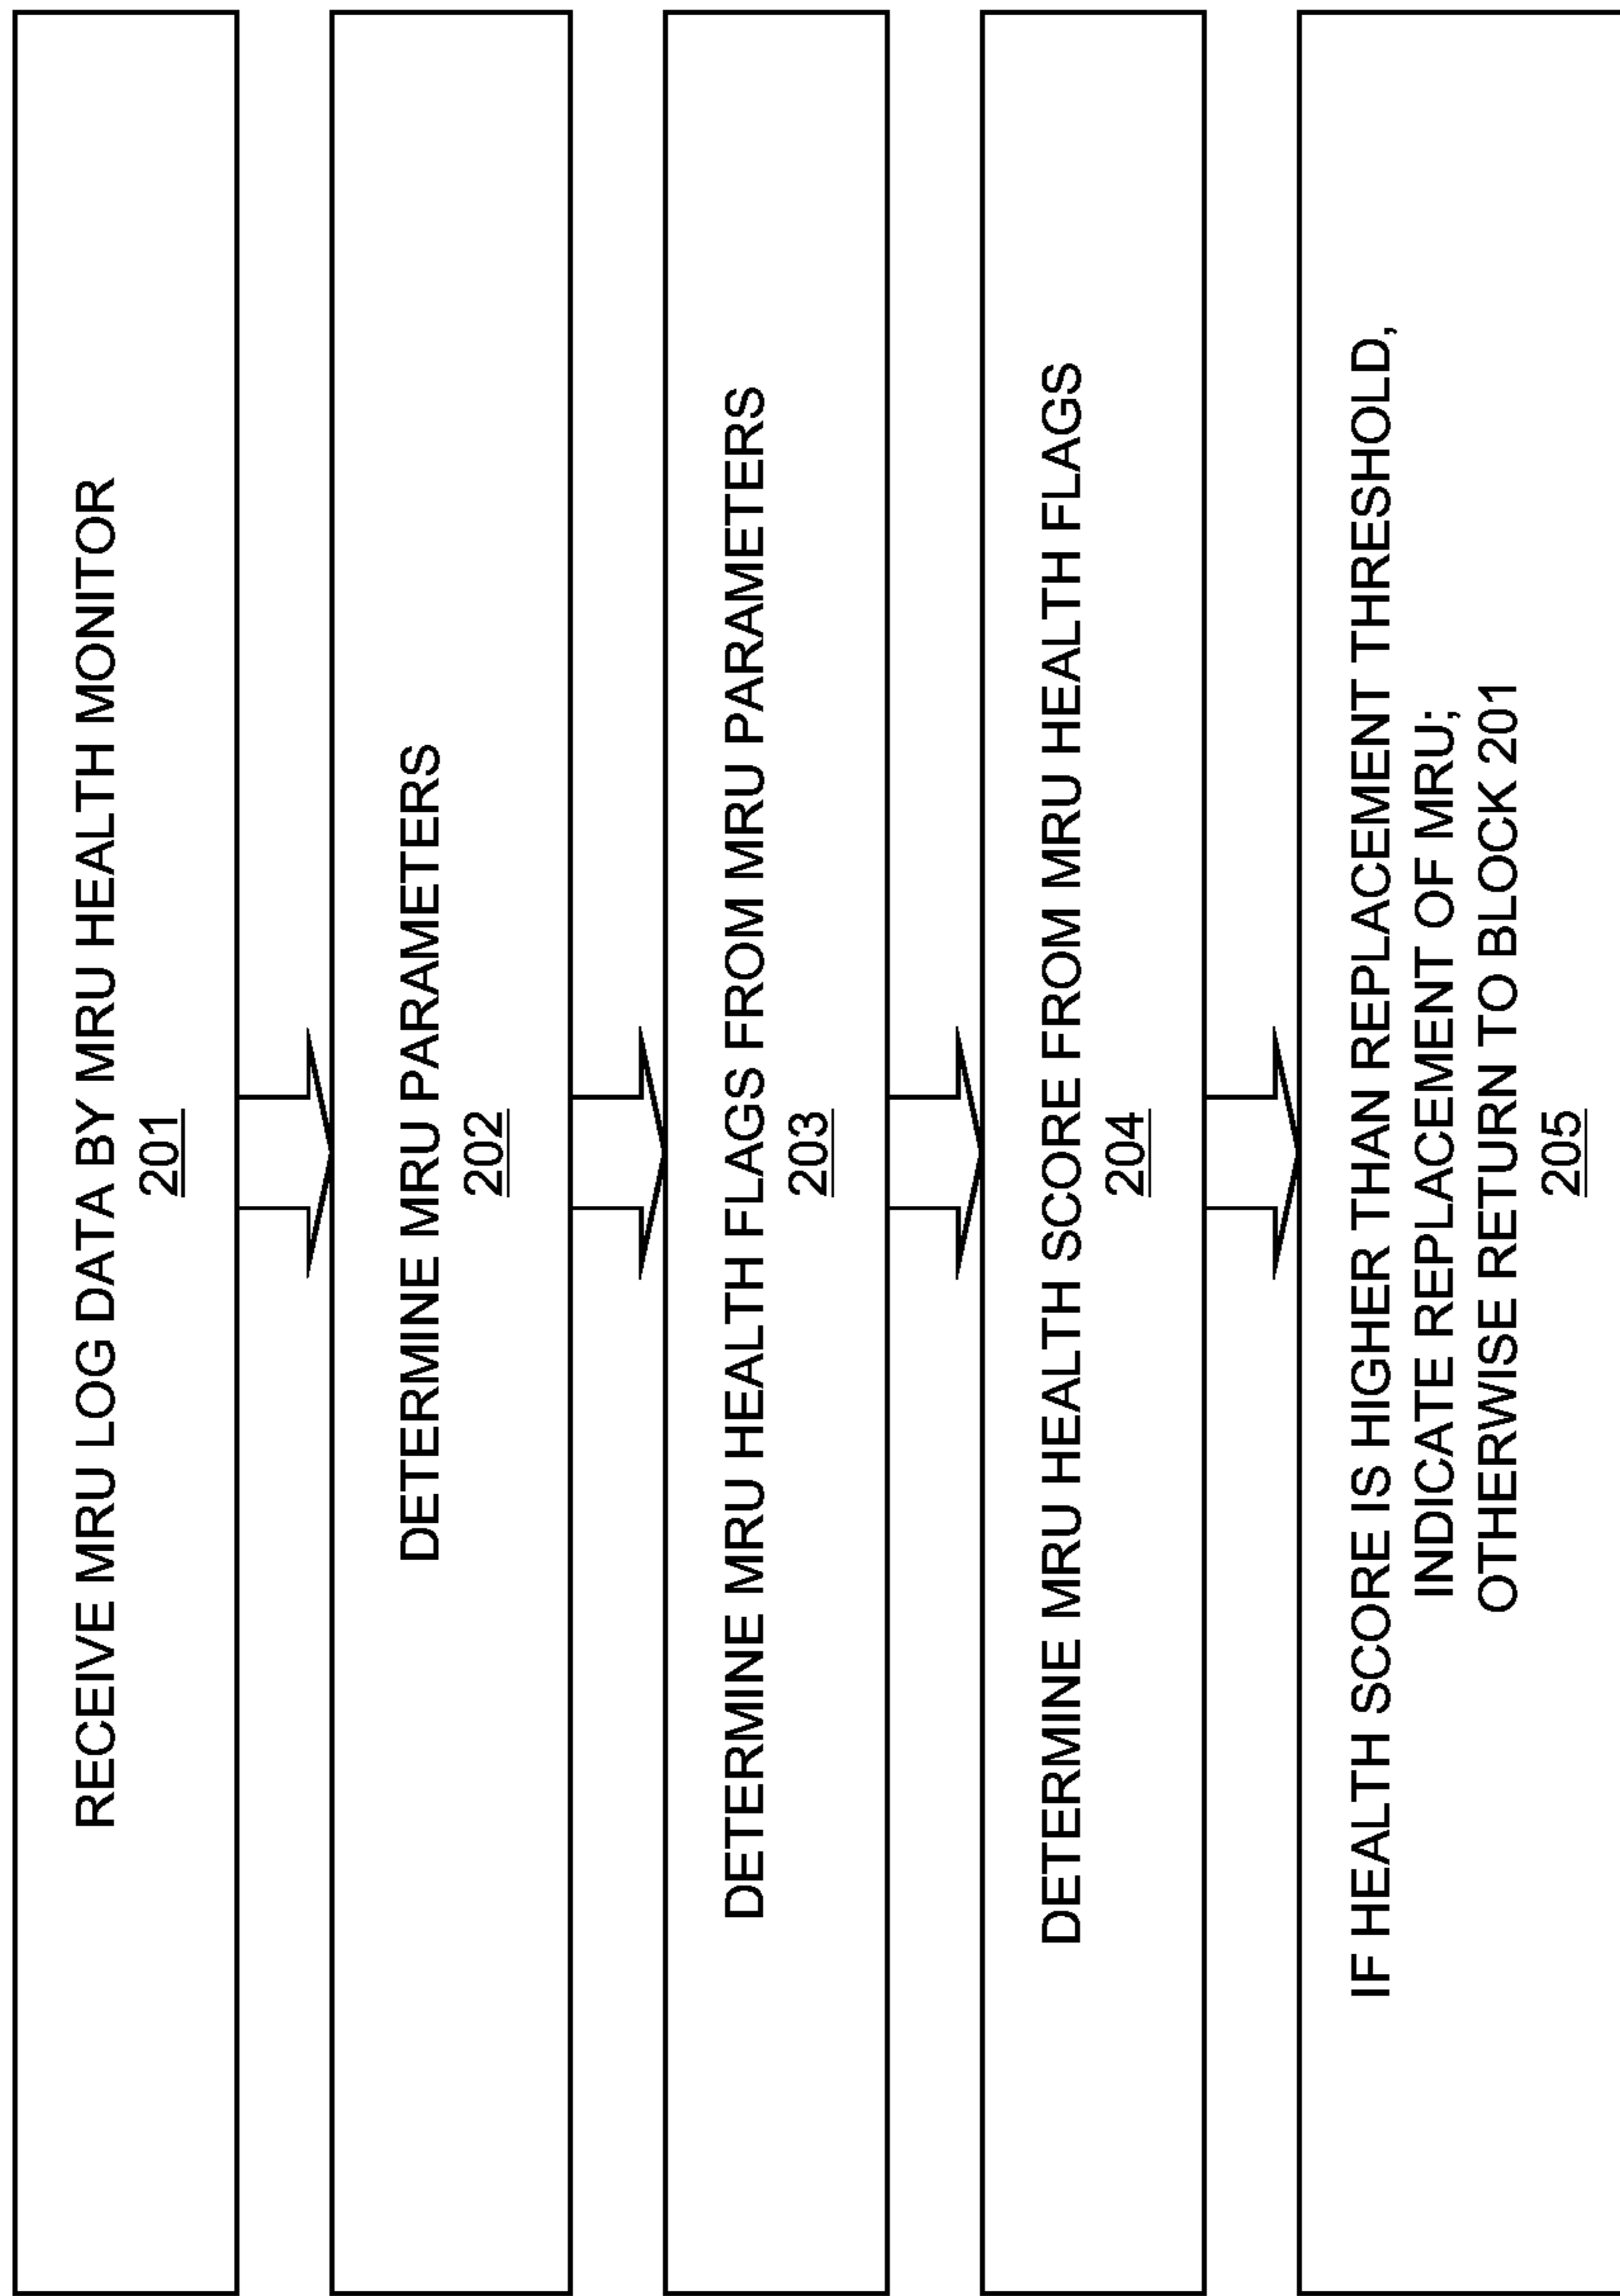 RECEIVE MRU LOG DATA BY MRU HEALTH MONITOR
201
DETERMINE MRU PARAMETERS
202
DETERMINE MRU HEALTH FLAGS FROM MRU PARAMETERS
203
DETERMINE MRU HEALTH SCORE FROM MRU HEALTH FLAGS
204
IF HEALTH SCORE IS HIGHER THAN REPLACEMENT THRESHOLD,
INDICATE REPLACEMENT OF MRU;
OTHERWISE RETURN TO BLOCK 201
205